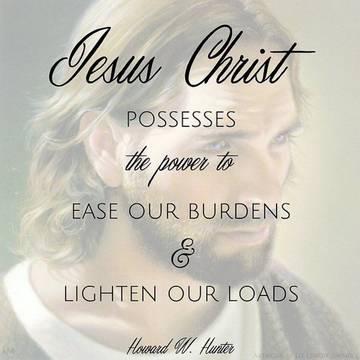 Jesus Christ
POSSESSES
the power to
EASE OUR BURDENS
&
LIGHTEN OUR LOADS
Howard W. Hunter